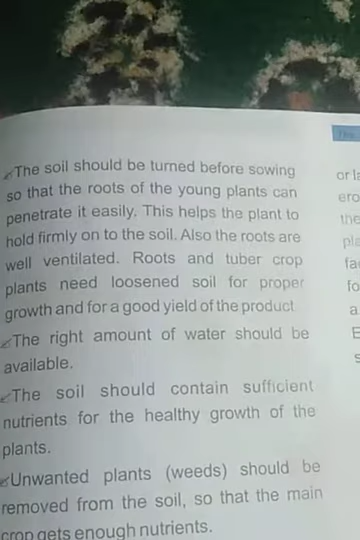 The soil should be turned before sowing
so that the roots of the young plants can
penetrate it easily. This helps the plant to
hold firmly on to the soil. Also the roots are
well ventilated. Roots and tuber crop
plants need loosened soil for proper
growth and for a good yield of the product
The right amount of water should be
available.
The soil should contain sufficient
nutrients for the healthy growth of the
plants.
Unwanted plants (weeds) should be
removed from the soil, so that the main
crop gets enough nutrients.
or
the